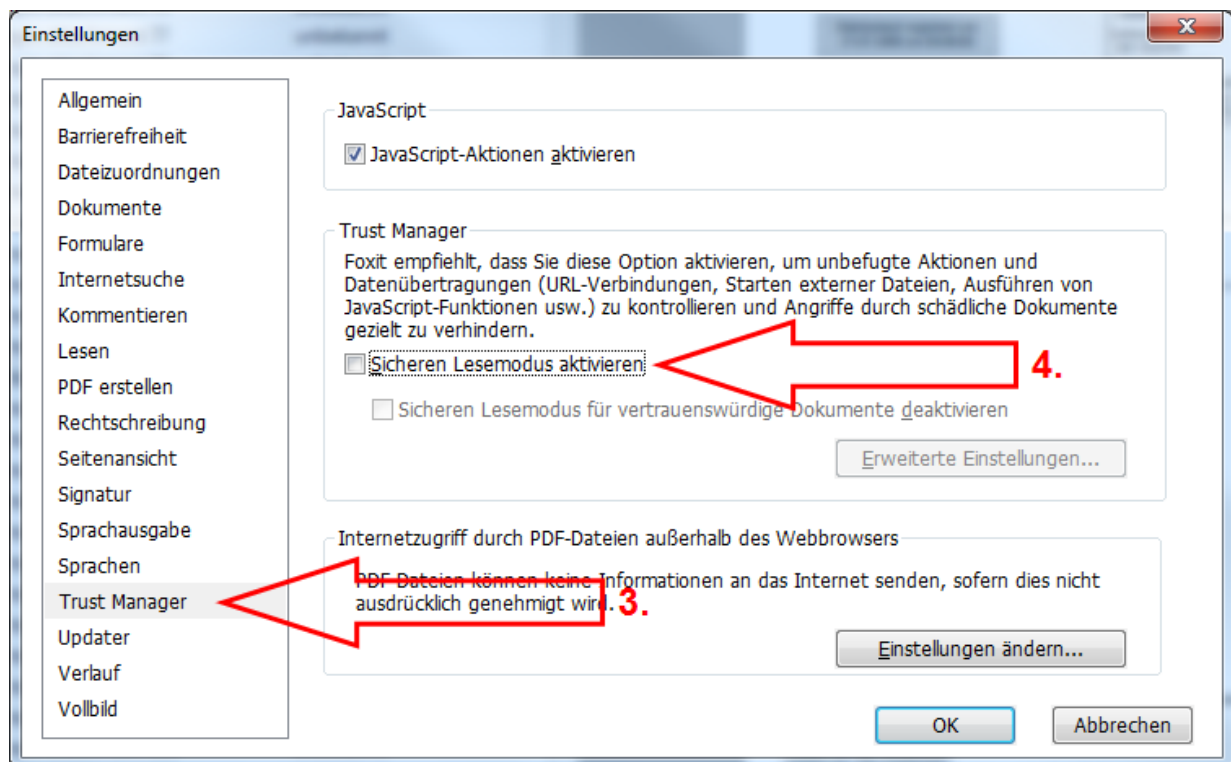 Einstellungen
Allgemein
Barrierefreiheit
Dateizuordnungen
Dokumente
Formulare
Internetsuche
Kommentieren
Lesen
PDF erstellen
Rechtschreibung
Seitenansicht
Signatur
Sprachausgabe
Sprachen
Trust Manager
Updater
Verlauf
Vollbild
JavaScript
JavaScript-Aktionen aktivieren
Trust Manager
Foxit empfiehlt, dass Sie diese Option aktivieren, um unbefugte Aktionen und
Datenübertragungen (URL-Verbindungen, Starten externer Dateien, Ausführen von
JavaScript-Funktionen usw.) zu kontrollieren und Angriffe durch schädliche Dokumente
gezielt zu verhindern.
Sicheren Lesemodus aktivieren
4.
Sicheren Lesemodus für vertrauenswürdige Dokumente deaktivieren
Erweiterte Einstellungen...
Internetzugriff durch PDF-Dateien außerhalb des Webbrowsers
PDF-Dateien können keine Informationen an das Internet senden, sofern dies nicht
ausdrücklich genehmigt wird.
3.
Einstellungen ändern...
OK
Abbrechen